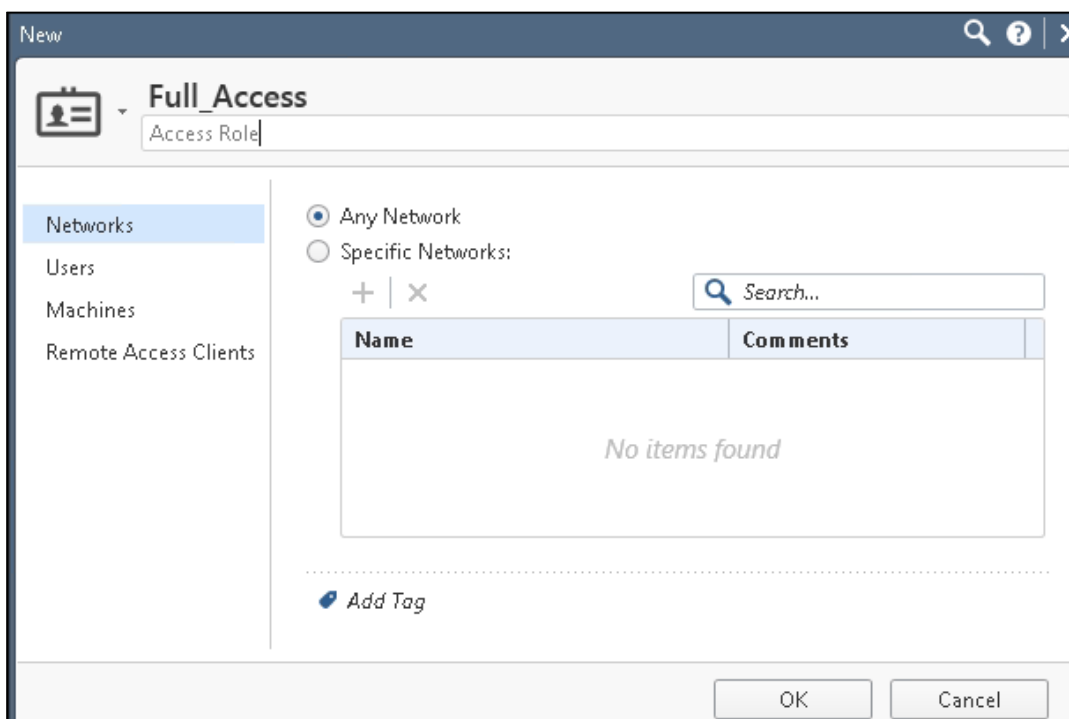 New
Full_Access
Access Role
Networks
Users
Machines
Remote Access Clients
Any Network
Specific Networks:
Search...
Name Comments
No items found
Add Tag
OK Cancel